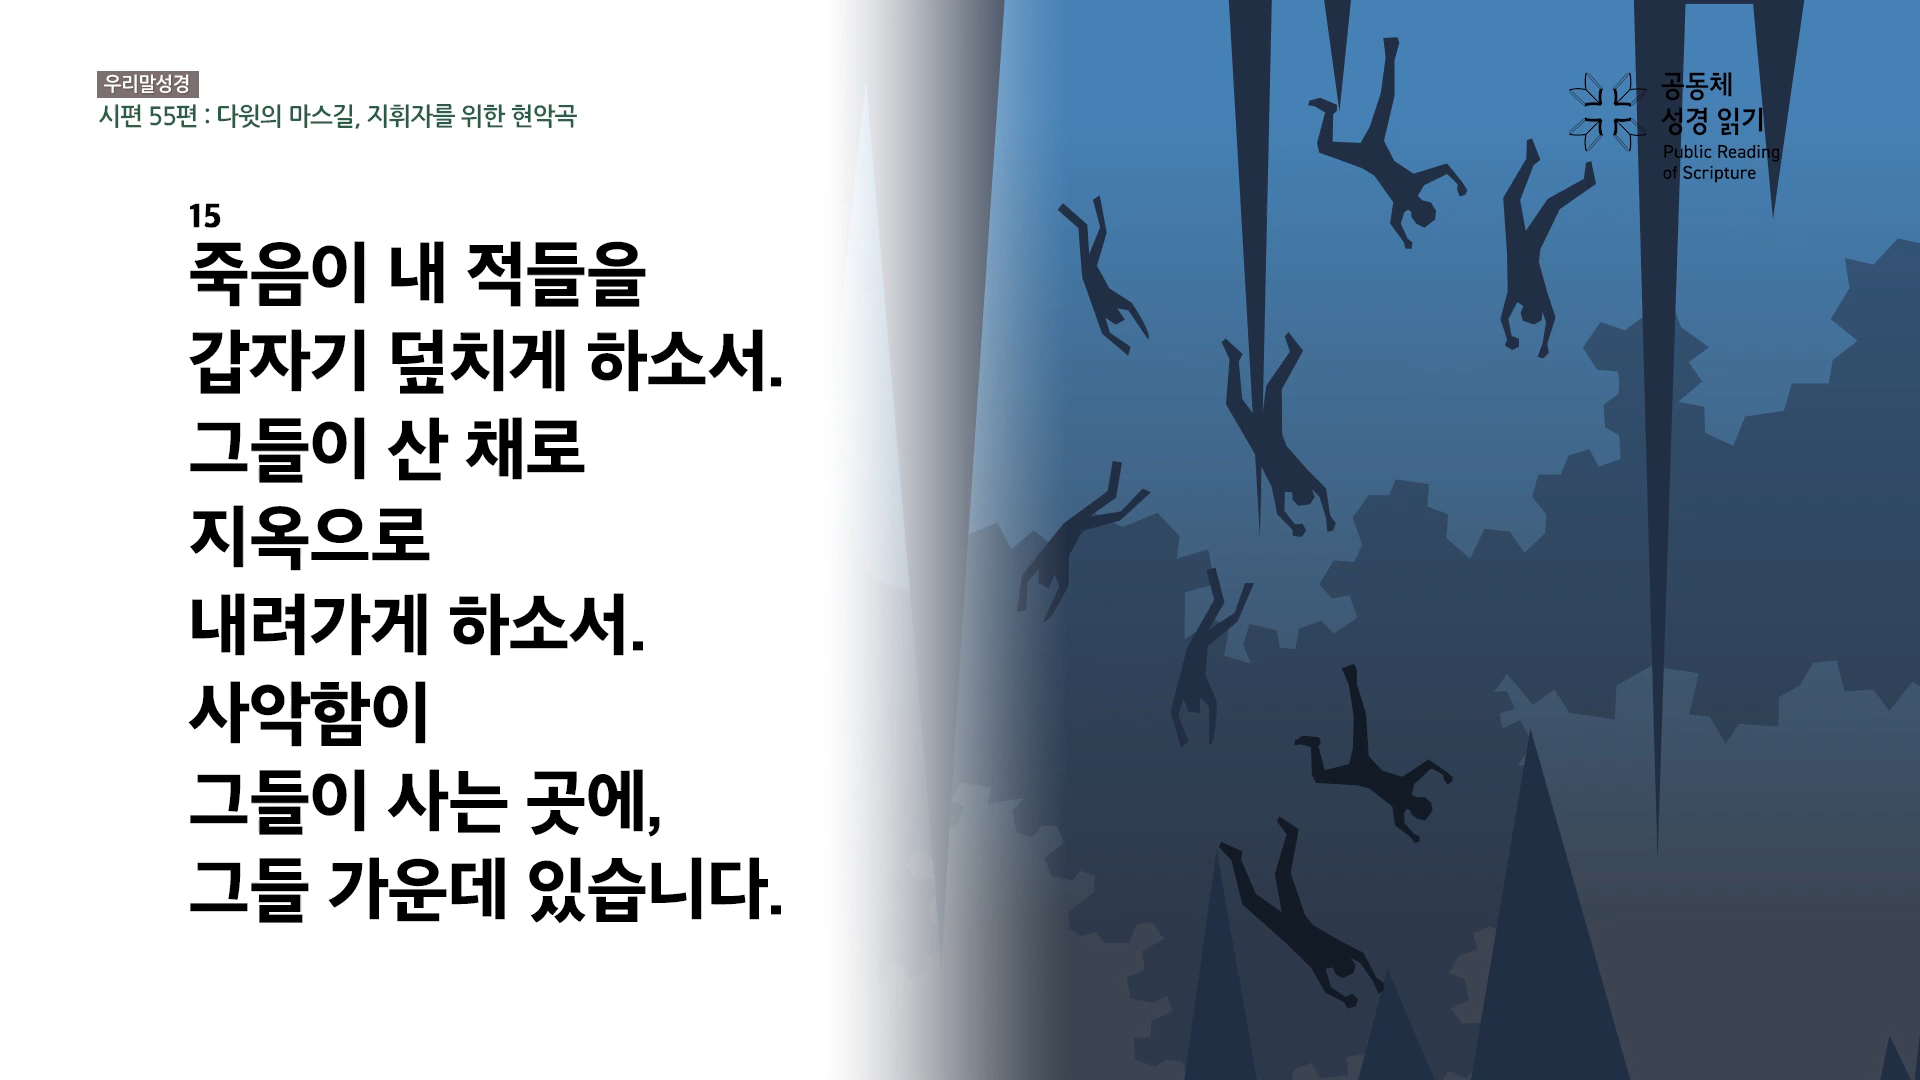 우리말성경
시편 55편 : 다윗의 마스길, 지휘자를 위한 현악곡
공동체
성경 읽기
Public Reading
of Scripture
15
죽음이 내 적들을
갑자기 덮치게 하소서.
그들이 산 채로
지옥으로
내려가게 하소서.
사악함이
그들이 사는 곳에,
그들 가운데 있습니다.